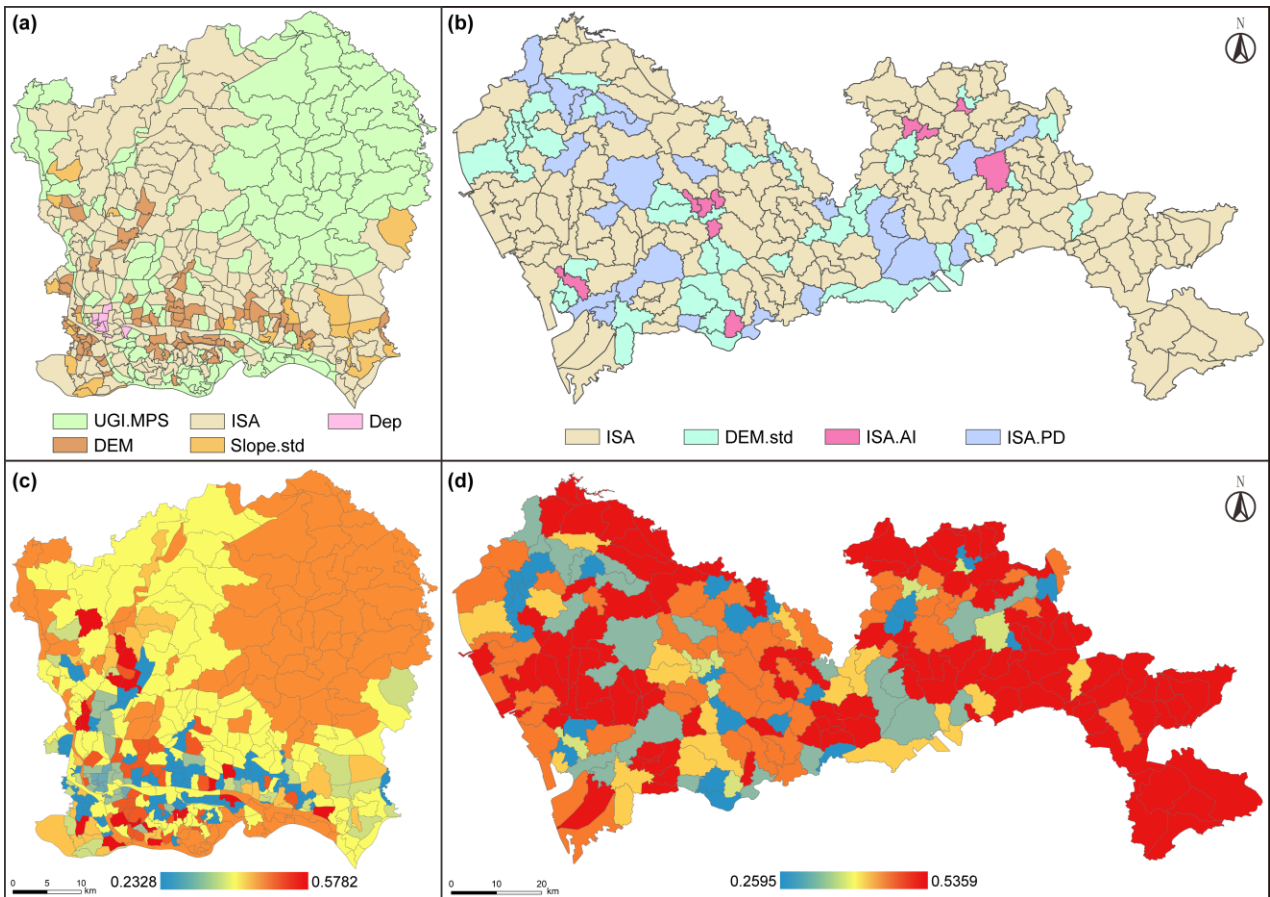 (a)
UGI.MPS ISA Dep
DEM Slope.std
(b)
N
ISA DEM.std ISA.AI ISA.PD
(c)
0 5 10 km
0.2328 0.5782
(d)
N
0 10 20 km
0.2595 0.5359